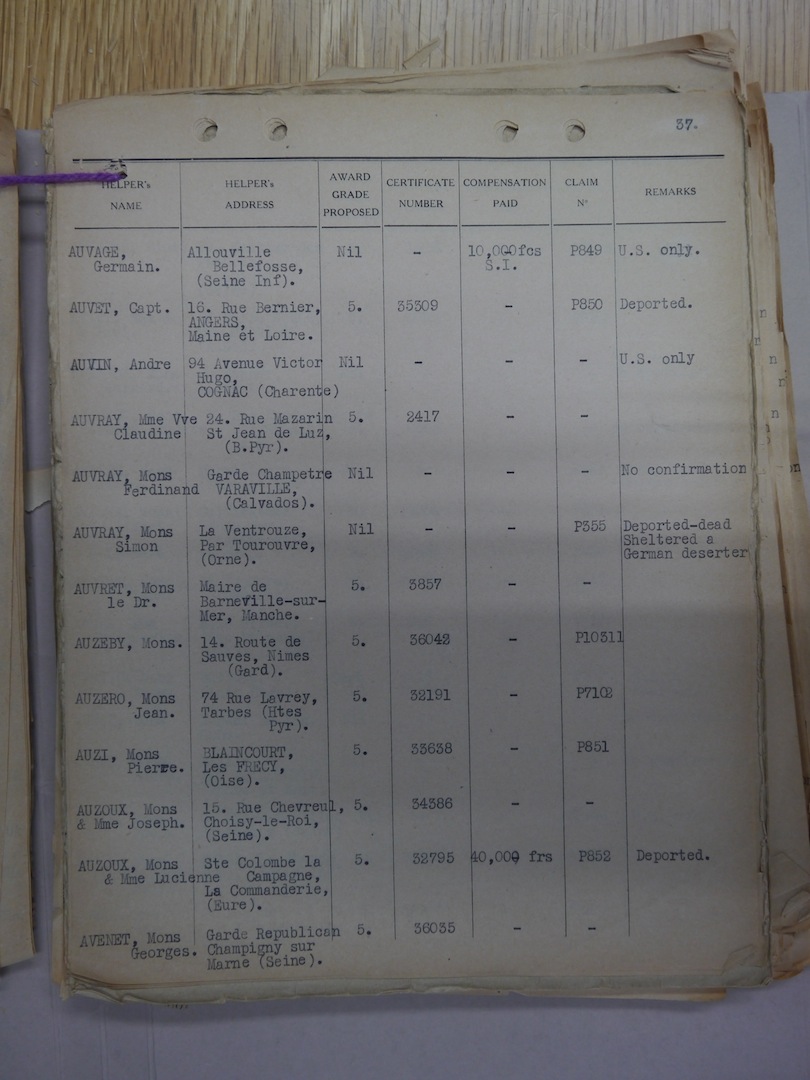 37.
HELPER's NAME HELPER's ADDRESS AWARD GRADE PROPOSED CERTIFICATE NUMBER COMPENSATION PAID CLAIM N° REMARKS
AUVAGE, Allouville Nil - 10,000fcs P849 U.S. only.
Germain. Bellefosse, S.I.
(Seine Inf).
AUVET, Capt. 16. Rue Bernier, 5. 35309 - P850 Deported.
ANGERS,
Maine et Loire.
AUVIN, Andre 94 Avenue Victor Nil - - - U.S. only
Hugo,
COGNAC (Charente)
AUVRAY, Mme Vve 24. Rue Mazarin 5. 2417 - -
Claudine St Jean de Luz,
(B.Pyr).
AUVRAY, Mons Garde Champetre Nil - - - No confirmation
Ferdinand VARAVILLE,
(Calvados).
AUVRAY, Mons La Ventrouze, Nil - - P355 Deported-dead
Simon Par Tourouvre, Sheltered a
(Orne). German deserter
AUVRET, Mons Maire de 5. 3857 - -
le Dr. Barneville-sur-
Mer, Manche.
AUZEBY, Mons. 14. Route de 5. 36042 - P10311
Sauves, Nimes
(Gard).
AUZERO, Mons 74 Rue Lavrey, 5. 32191 - P7102
Jean. Tarbes (Htes
Pyr).
AUZI, Mons BLAINCOURT, 5. 33638 - P851
Pierre. Les FRECY,
(Oise).
AUZOUX, Mons 15. Rue Chevreul, 5. 34386 - -
& Mme Joseph. Choisy-le-Roi,
(Seine).
AUZOUX, Mons Ste Colombe la 5. 32795 40,000 frs P852 Deported.
& Mme Lucienne Campagne,
La Commanderie,
(Eure).
AVENET, Mons Garde Republican 5. 36035 - -
Georges. Champigny sur
Marne (Seine).